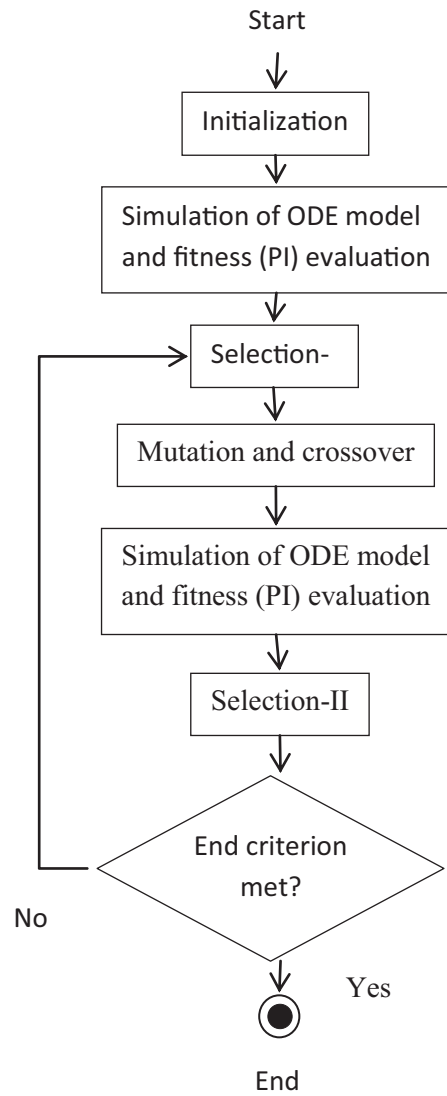 Start
Initialization
Simulation of ODE model
and fitness (PI) evaluation
Selection-
Mutation and crossover
Simulation of ODE model
and fitness (PI) evaluation
Selection-II
End criterion
met?
No
Yes
End